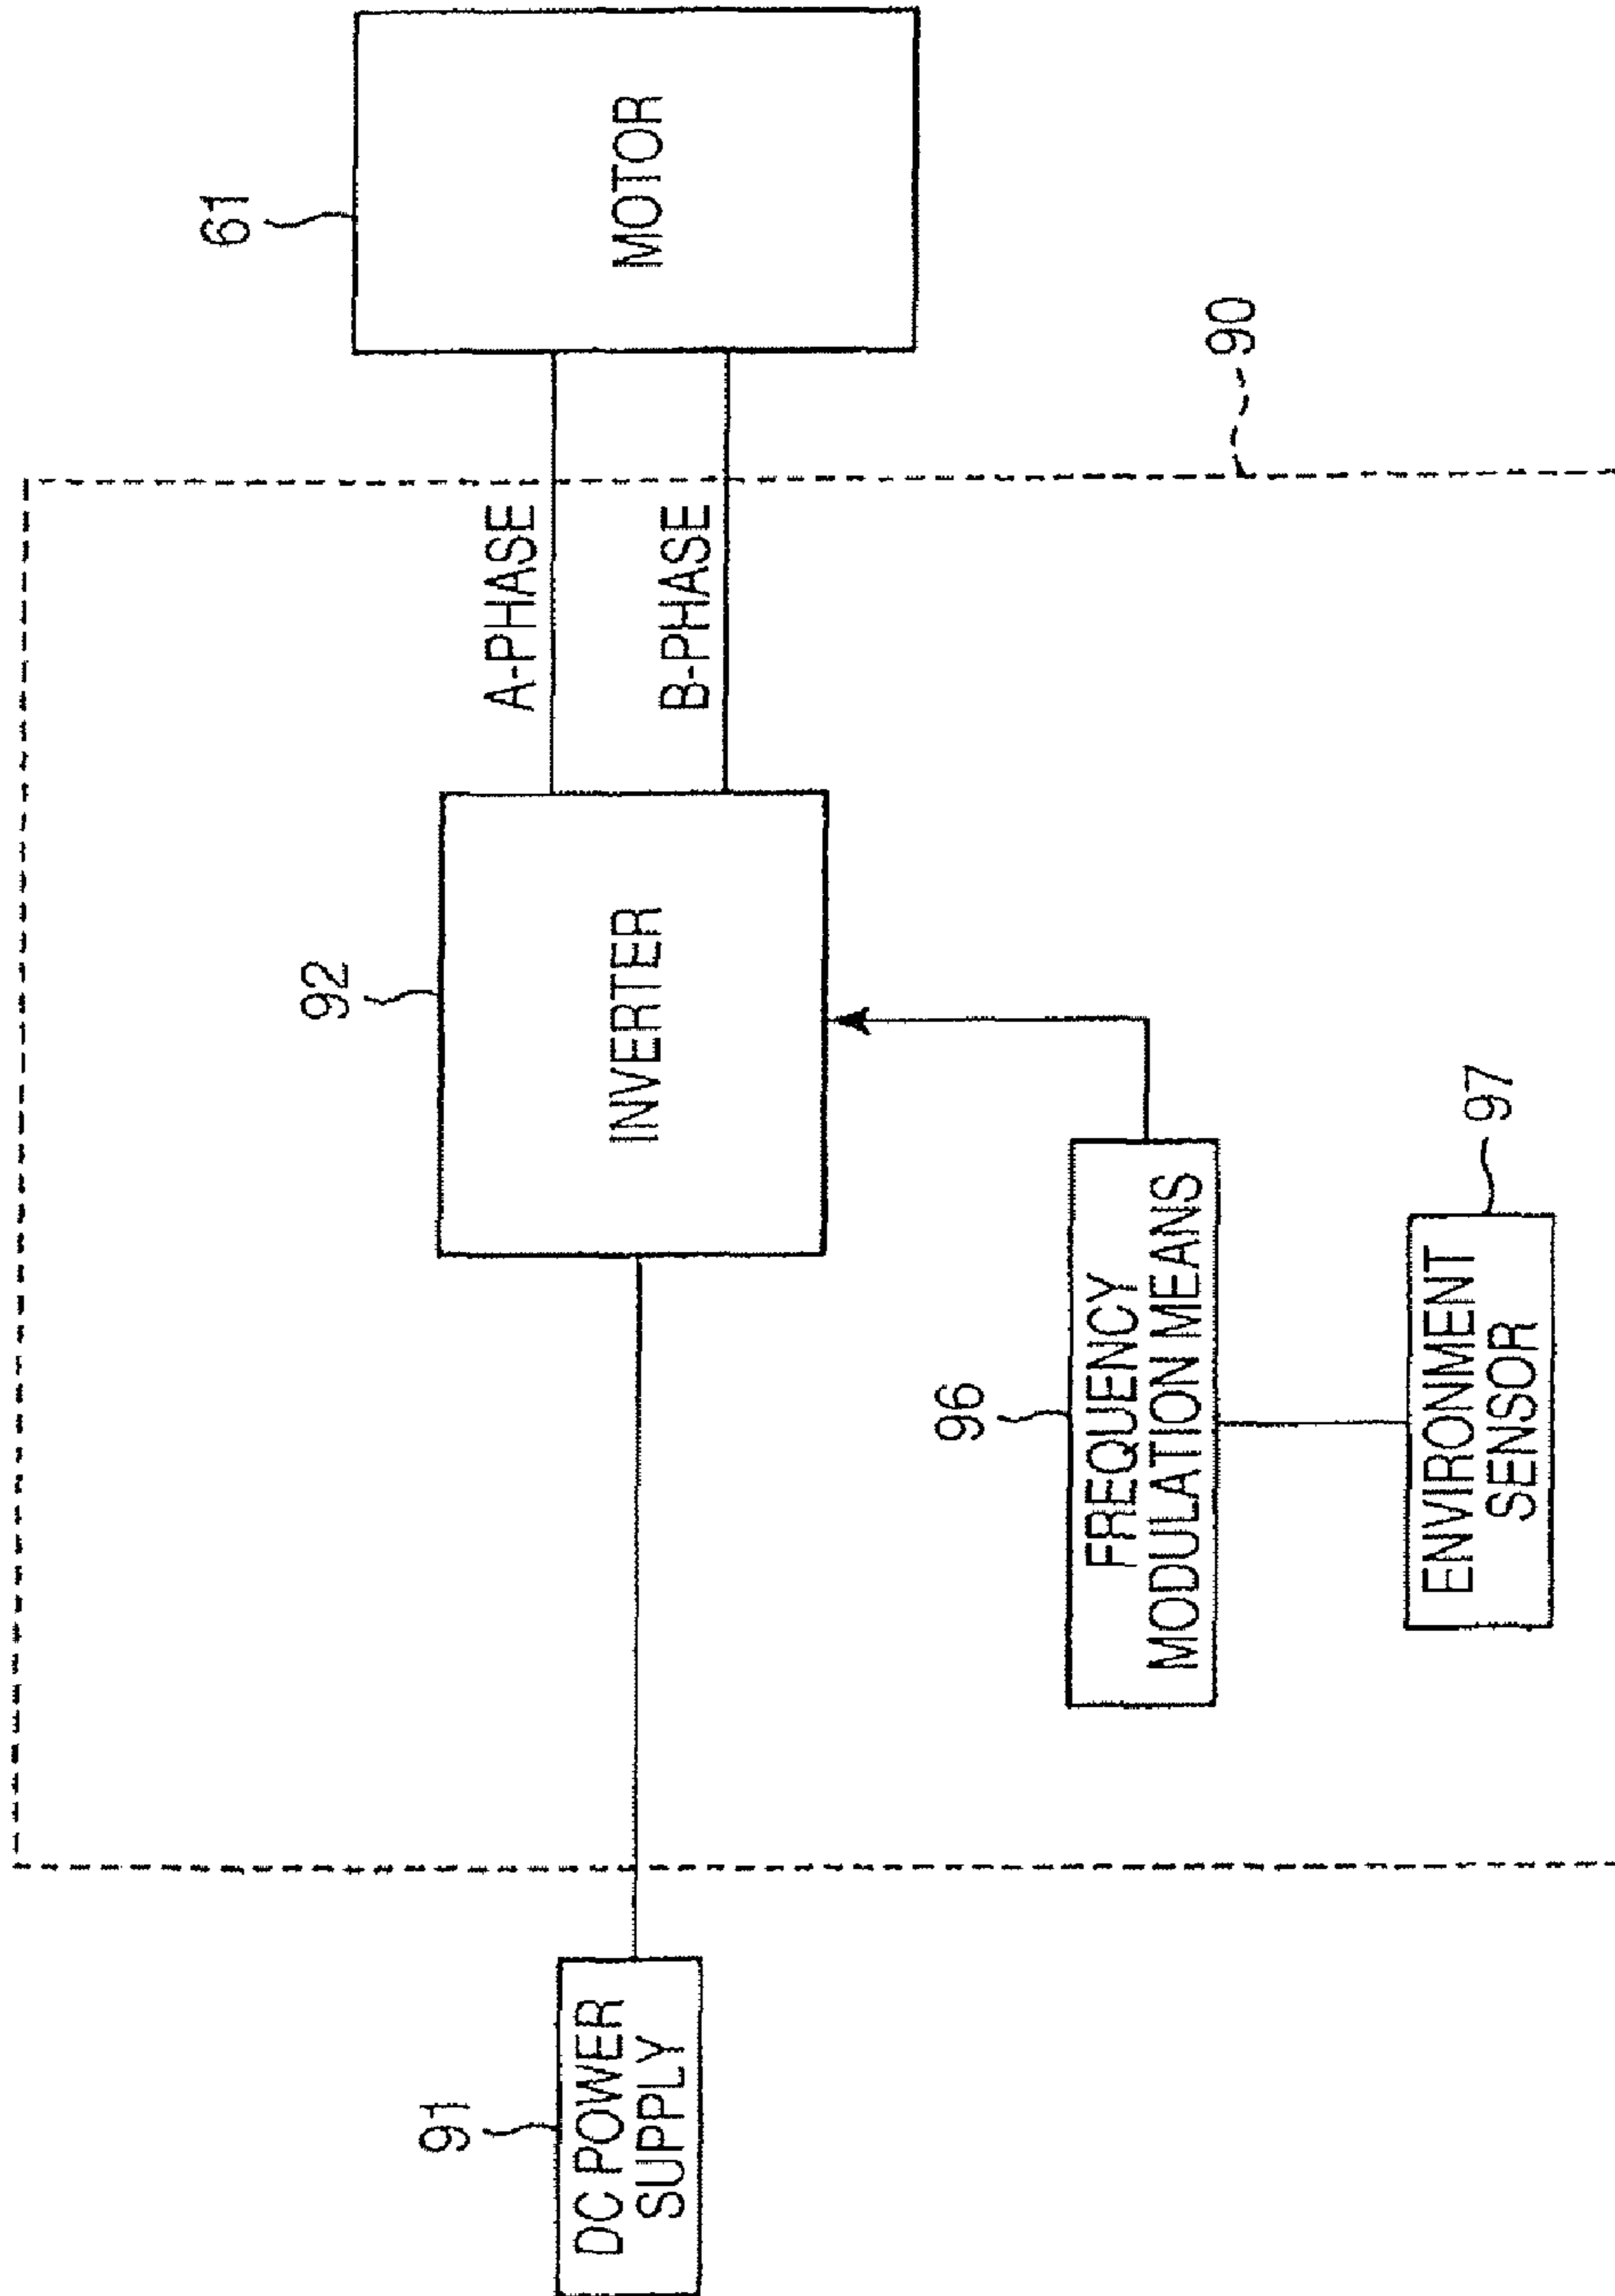 91
DC POWER
SUPPLY
92
INVERTER
A-PHASE
B-PHASE
61
MOTOR
90
96
FREQUENCY
MODULATION MEANS
97
ENVIRONMENT
SENSOR